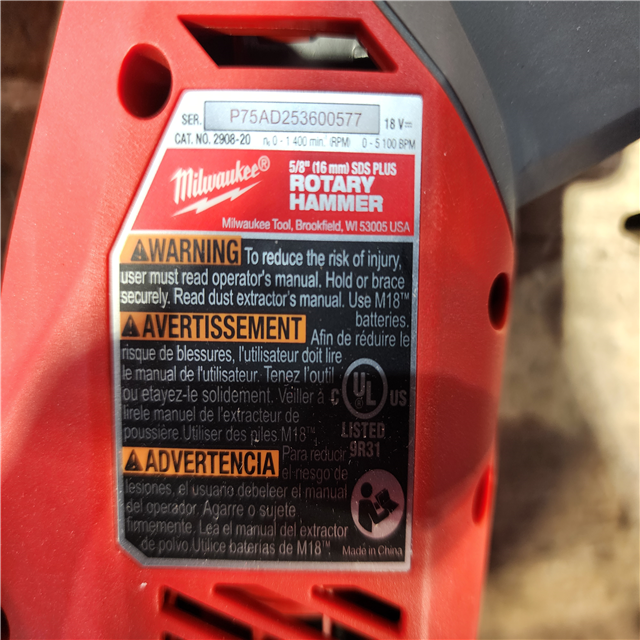 SER. P75AD253600577 18 V⎓
CAT. NO. 2908-20 n₀ 0 - 1 400 min. (RPM) 0 - 5 100 BPM
Milwaukee®
5/8" (16 mm) SDS PLUS
ROTARY
HAMMER
Milwaukee Tool, Brookfield, WI 53005 USA
WARNING To reduce the risk of injury,
user must read operator's manual. Hold or brace
securely. Read dust extractor's manual. Use M18™
batteries.
AVERTISSEMENT
Afin de réduire le
risque de blessures, l'utilisateur doit lire
le manual de l'utilisateur. Tenez l'outil
ou etayez-le solidement. Veiller à
lirele manuel de l'extracteur de
poussière.Utiliser des piles M18™.
C UL US
LISTED
9R31
ADVERTENCIA
Para reducir
el riesgo de
lesiones, el usuario debeleer el manual
del operador. Agarre o sujete
firmemente. Lea el manual del extractor
de polvo.Utilice baterías de M18™
Made in China